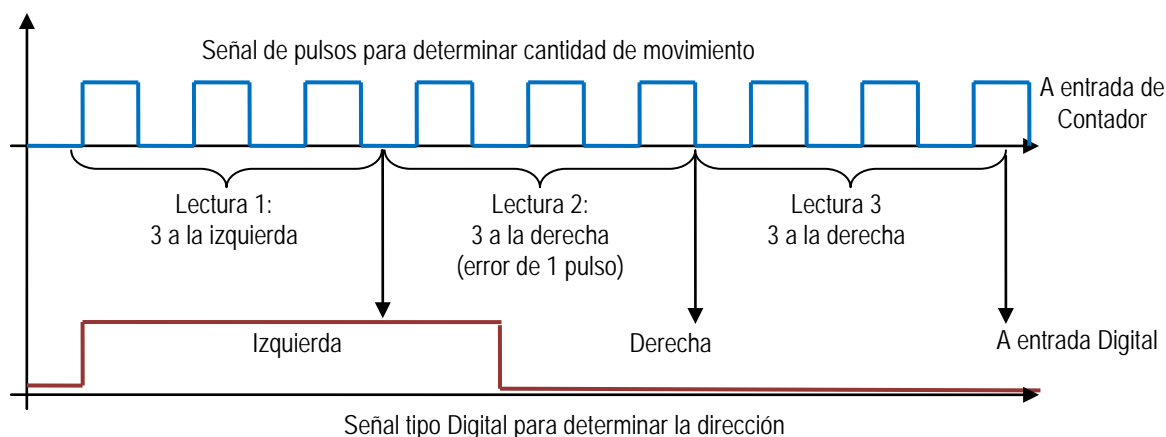 Señal de pulsos para determinar cantidad de movimiento
A entrada de
Contador
Lectura 1:
3 a la izquierda
Lectura 2:
3 a la derecha
(error de 1 pulso)
Lectura 3
3 a la derecha
Izquierda
Derecha
A entrada Digital
Señal tipo Digital para determinar la dirección